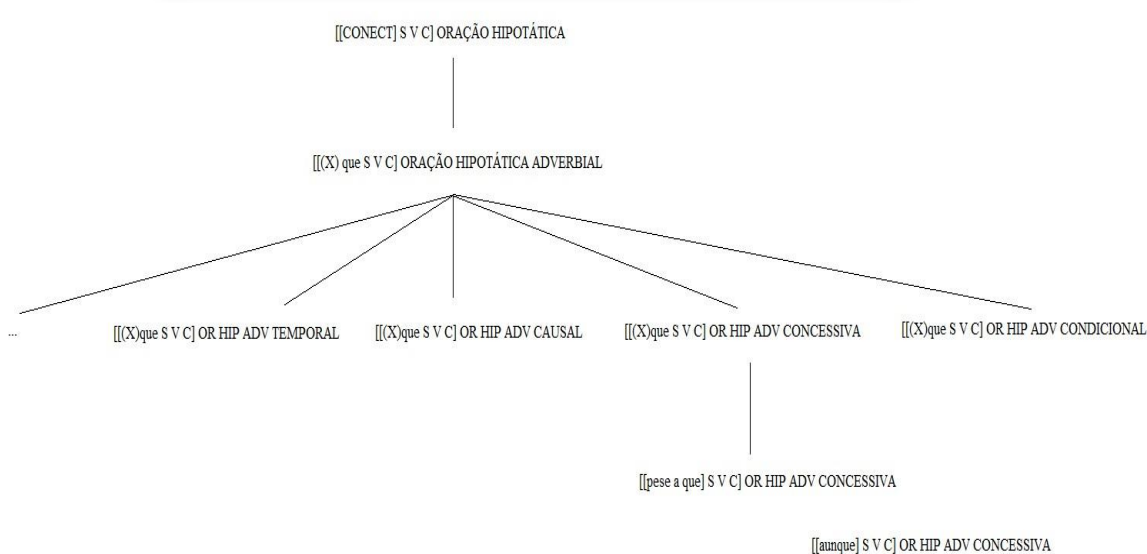 [[CONECT] S V C] ORAÇÃO HIPOTÁTICA
[[(X) que S V C] ORAÇÃO HIPOTÁTICA ADVERBIAL
... [[(X)que S V C] OR HIP ADV TEMPORAL [[(X)que S V C] OR HIP ADV CAUSAL [[(X)que S V C] OR HIP ADV CONCESSIVA [[(X)que S V C] OR HIP ADV CONDICIONAL
[[pese a que] S V C] OR HIP ADV CONCESSIVA
[[aunque] S V C] OR HIP ADV CONCESSIVA